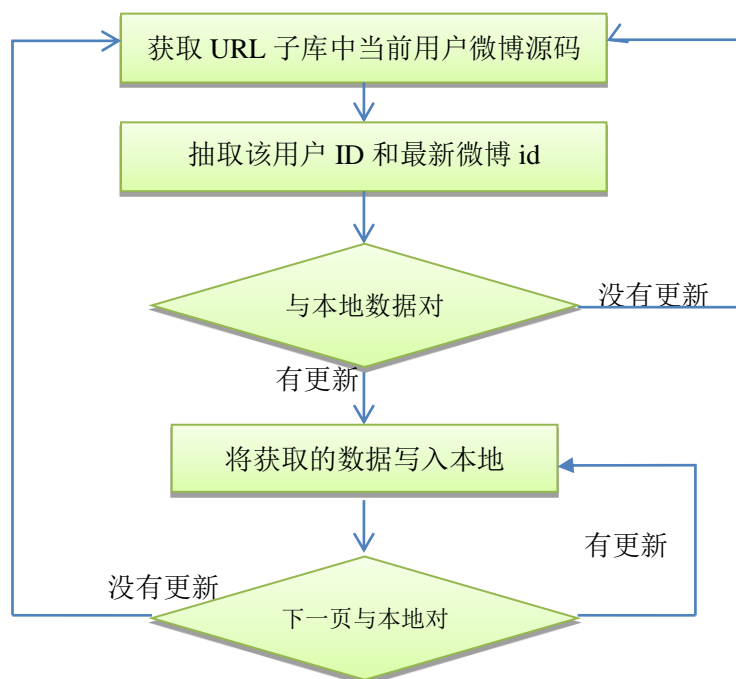 获取 URL 子库中当前用户微博源码
抽取该用户 ID 和最新微博 id
与本地数据对
没有更新
有更新
将获取的数据写入本地
有更新
没有更新
下一页与本地对